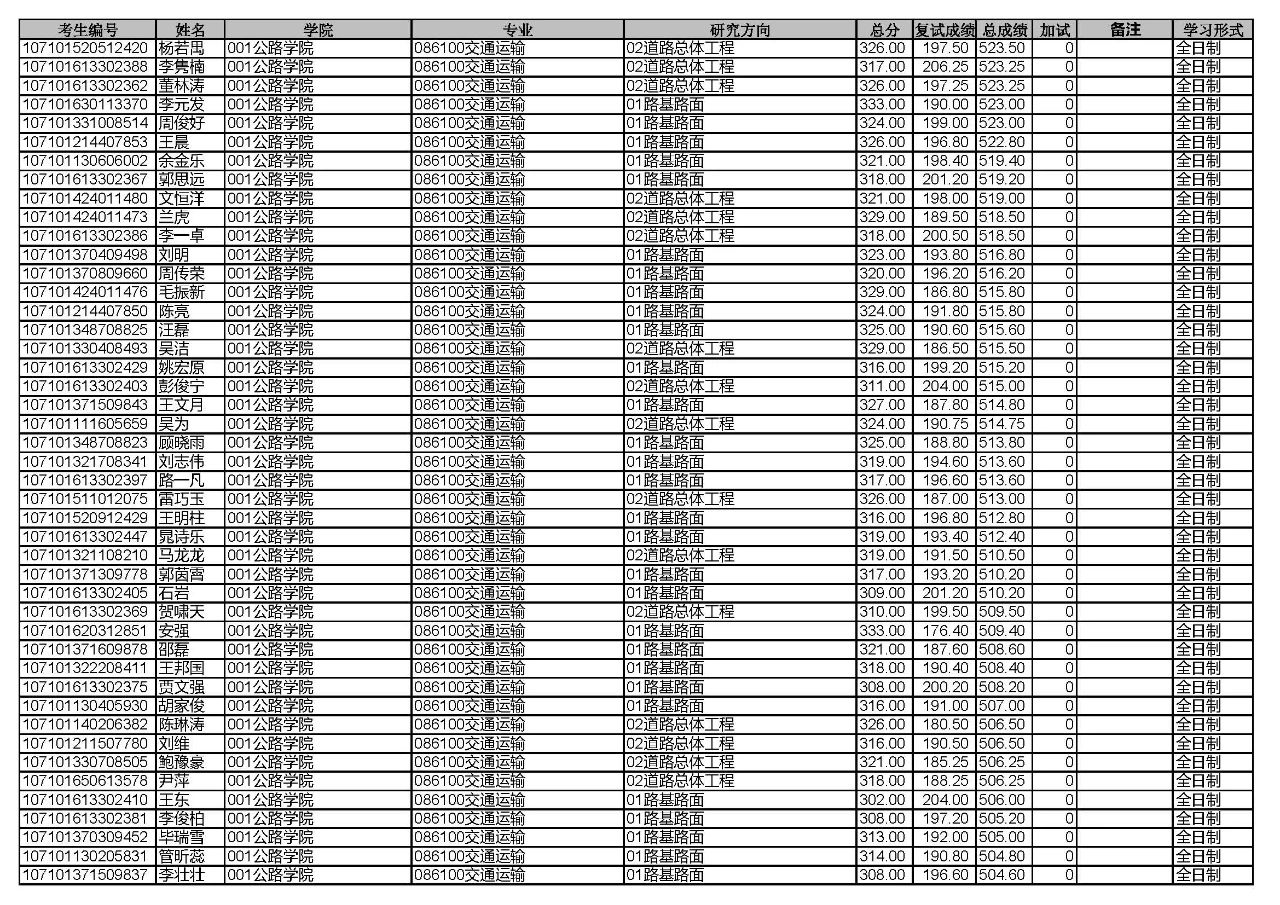 考生编号 姓名 学院 专业 研究方向 总分 复试成绩 总成绩 加试 备注 学习形式
107101520512420 杨若禺 001公路学院 086100交通运输 02道路总体工程 326.00 197.50 523.50 0 全日制
107101613302388 李隽楠 001公路学院 086100交通运输 02道路总体工程 317.00 206.25 523.25 0 全日制
107101613302362 董林涛 001公路学院 086100交通运输 02道路总体工程 326.00 197.25 523.25 0 全日制
107101630113370 李元发 001公路学院 086100交通运输 01路基路面 333.00 190.00 523.00 0 全日制
107101331008514 周俊好 001公路学院 086100交通运输 01路基路面 324.00 199.00 523.00 0 全日制
107101214407853 王晨 001公路学院 086100交通运输 01路基路面 326.00 196.80 522.80 0 全日制
107101130606002 余金乐 001公路学院 086100交通运输 01路基路面 321.00 198.40 519.40 0 全日制
107101613302367 郭思远 001公路学院 086100交通运输 01路基路面 318.00 201.20 519.20 0 全日制
107101424011480 文恒洋 001公路学院 086100交通运输 02道路总体工程 321.00 198.00 519.00 0 全日制
107101424011473 兰虎 001公路学院 086100交通运输 02道路总体工程 329.00 189.50 518.50 0 全日制
107101613302386 李一卓 001公路学院 086100交通运输 02道路总体工程 318.00 200.50 518.50 0 全日制
107101370409498 刘明 001公路学院 086100交通运输 01路基路面 323.00 193.80 516.80 0 全日制
107101370809660 周传荣 001公路学院 086100交通运输 01路基路面 320.00 196.20 516.20 0 全日制
107101424011476 毛振新 001公路学院 086100交通运输 01路基路面 329.00 186.80 515.80 0 全日制
107101214407850 陈亮 001公路学院 086100交通运输 01路基路面 324.00 191.80 515.80 0 全日制
107101348708825 汪磊 001公路学院 086100交通运输 01路基路面 325.00 190.60 515.60 0 全日制
107101330408493 吴洁 001公路学院 086100交通运输 02道路总体工程 329.00 186.50 515.50 0 全日制
107101613302429 姚宏原 001公路学院 086100交通运输 01路基路面 316.00 199.20 515.20 0 全日制
107101613302403 彭俊宁 001公路学院 086100交通运输 02道路总体工程 311.00 204.00 515.00 0 全日制
107101371509843 王文月 001公路学院 086100交通运输 01路基路面 327.00 187.80 514.80 0 全日制
107101111605659 吴为 001公路学院 086100交通运输 02道路总体工程 324.00 190.75 514.75 0 全日制
107101348708823 顾晓雨 001公路学院 086100交通运输 01路基路面 325.00 188.80 513.80 0 全日制
107101321708341 刘志伟 001公路学院 086100交通运输 01路基路面 319.00 194.60 513.60 0 全日制
107101613302397 路一凡 001公路学院 086100交通运输 01路基路面 317.00 196.60 513.60 0 全日制
107101511012075 雷巧玉 001公路学院 086100交通运输 02道路总体工程 326.00 187.00 513.00 0 全日制
107101520912429 王明柱 001公路学院 086100交通运输 01路基路面 316.00 196.80 512.80 0 全日制
107101613302447 晁诗乐 001公路学院 086100交通运输 01路基路面 319.00 193.40 512.40 0 全日制
107101321108210 马龙龙 001公路学院 086100交通运输 02道路总体工程 319.00 191.50 510.50 0 全日制
107101371309778 郭茵霄 001公路学院 086100交通运输 01路基路面 317.00 193.20 510.20 0 全日制
107101613302405 石岩 001公路学院 086100交通运输 01路基路面 309.00 201.20 510.20 0 全日制
107101613302369 贺啸天 001公路学院 086100交通运输 02道路总体工程 310.00 199.50 509.50 0 全日制
107101620312851 安强 001公路学院 086100交通运输 01路基路面 333.00 176.40 509.40 0 全日制
107101371609878 邵磊 001公路学院 086100交通运输 01路基路面 321.00 187.60 508.60 0 全日制
107101322208411 王邦国 001公路学院 086100交通运输 01路基路面 318.00 190.40 508.40 0 全日制
107101613302375 贾文强 001公路学院 086100交通运输 01路基路面 308.00 200.20 508.20 0 全日制
107101130405930 胡家俊 001公路学院 086100交通运输 01路基路面 316.00 191.00 507.00 0 全日制
107101140206382 陈琳涛 001公路学院 086100交通运输 02道路总体工程 326.00 180.50 506.50 0 全日制
107101211507780 刘维 001公路学院 086100交通运输 02道路总体工程 316.00 190.50 506.50 0 全日制
107101330708505 鲍豫豪 001公路学院 086100交通运输 02道路总体工程 321.00 185.25 506.25 0 全日制
107101650613578 尹萍 001公路学院 086100交通运输 02道路总体工程 318.00 188.25 506.25 0 全日制
107101613302410 王东 001公路学院 086100交通运输 01路基路面 302.00 204.00 506.00 0 全日制
107101613302381 李俊柏 001公路学院 086100交通运输 01路基路面 308.00 197.20 505.20 0 全日制
107101370309452 毕瑞雪 001公路学院 086100交通运输 01路基路面 313.00 192.00 505.00 0 全日制
107101130205831 管昕蕊 001公路学院 086100交通运输 01路基路面 314.00 190.80 504.80 0 全日制
107101371509837 李壮壮 001公路学院 086100交通运输 01路基路面 308.00 196.60 504.60 0 全日制